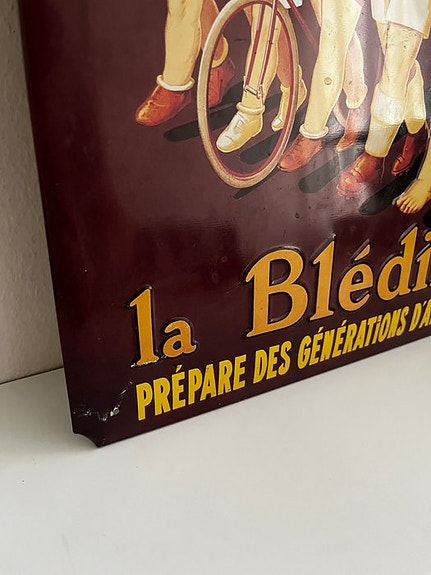 la Blédi
PRÉPARE DES GÉNÉRATIONS D'A